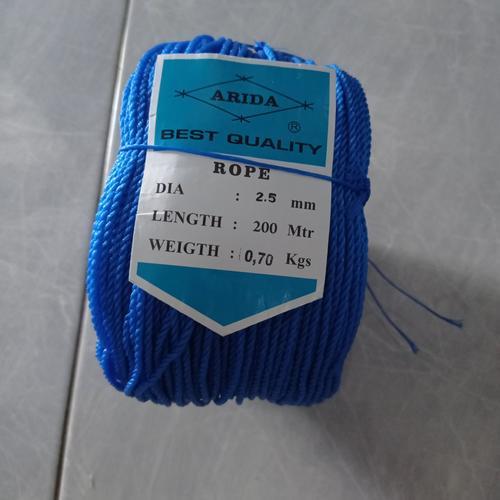 ARIDA
®
BEST QUALITY
ROPE
DIA : 2.5 mm
LENGTH : 200 Mtr
WEIGTH : 0,70 Kgs